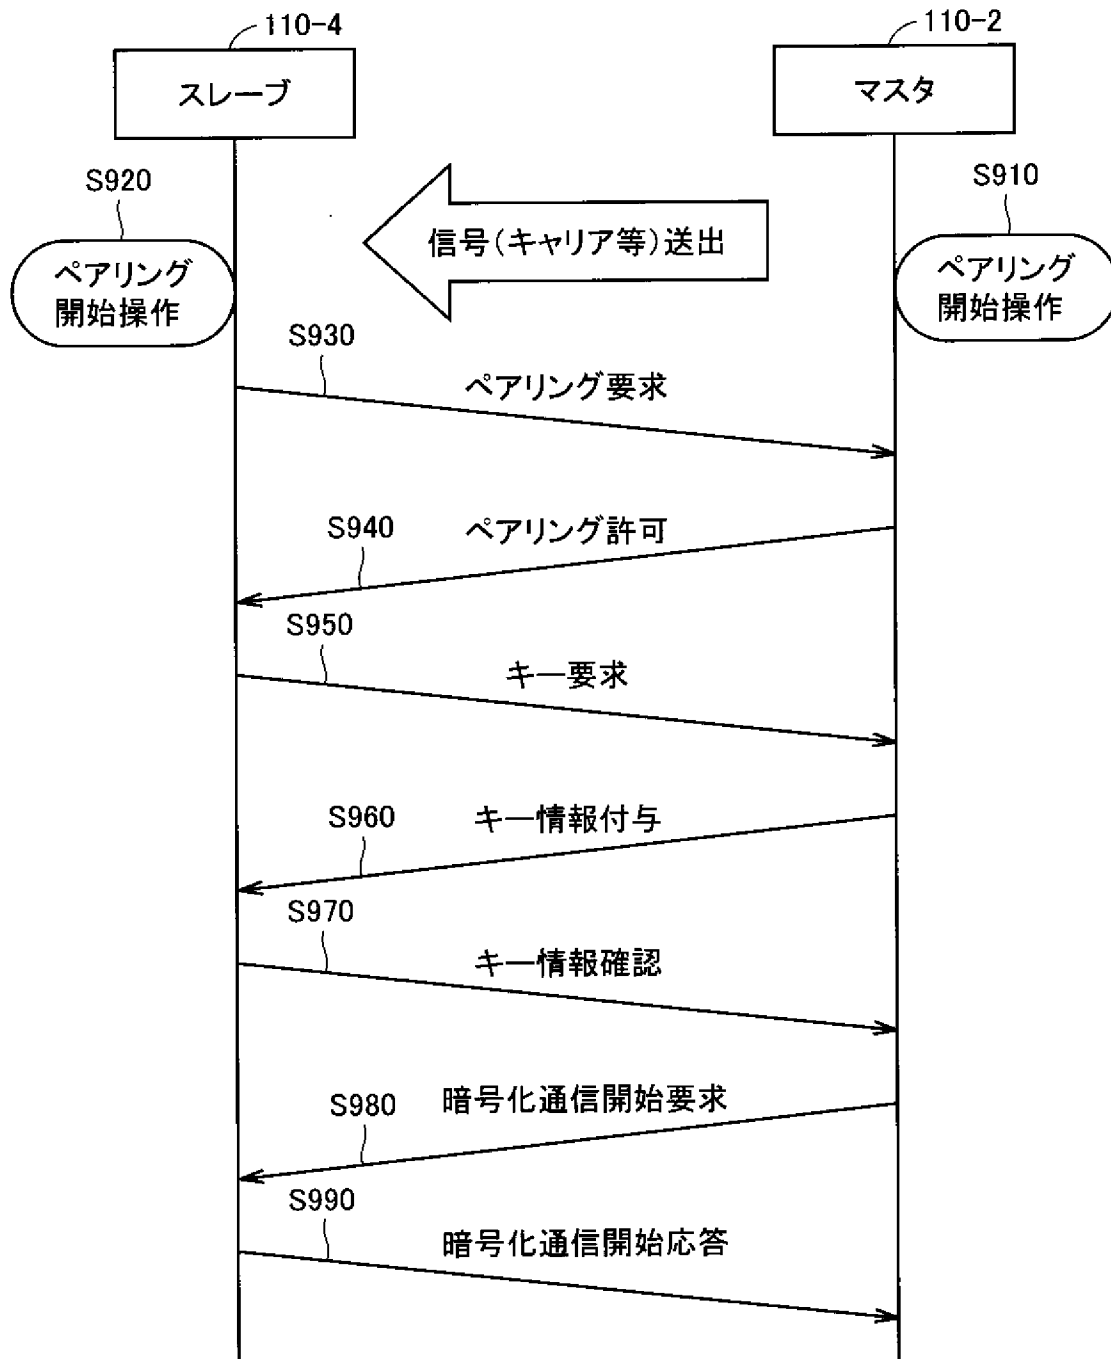 110-4
110-2
スレーブ
マスタ
S920
S910
信号(キャリア等)送出
ペアリング
開始操作
ペアリング
開始操作
S930
ペアリング要求
S940
ペアリング許可
S950
キー要求
S960
キー情報付与
S970
キー情報確認
S980
暗号化通信開始要求
S990
暗号化通信開始応答